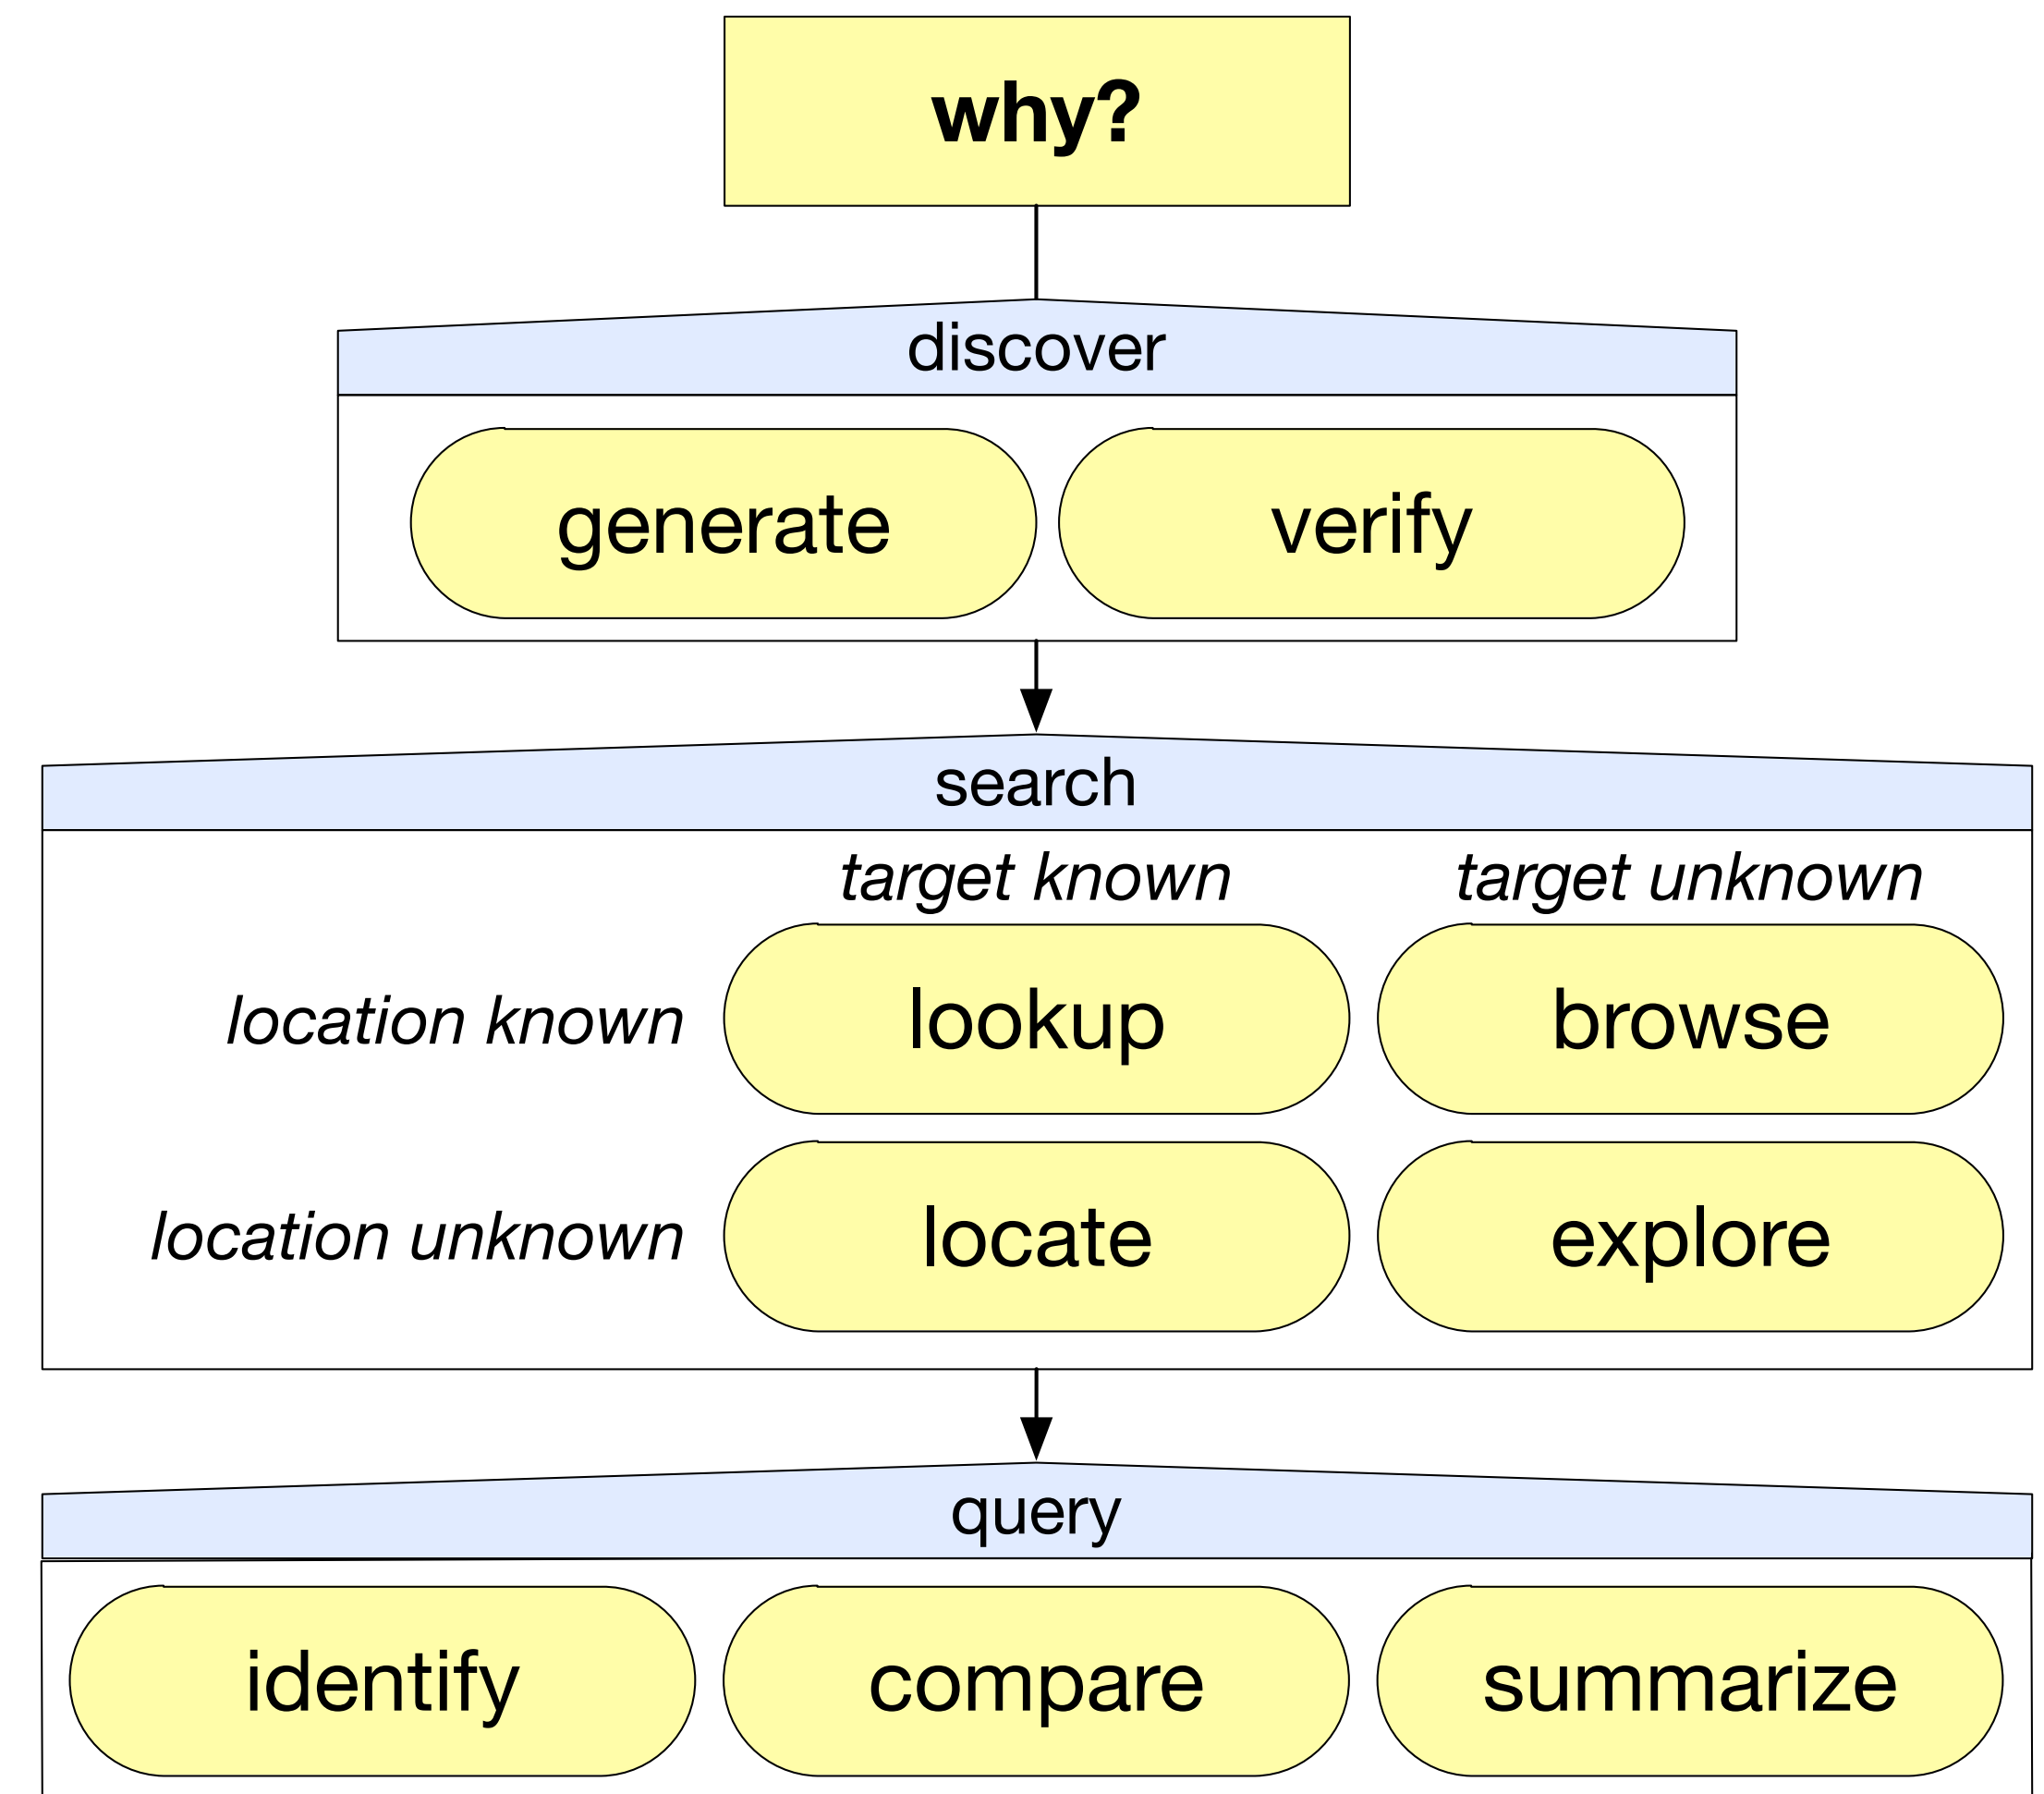 why?
discover
generate verify
search
target known target unknown
location known lookup browse
location unknown locate explore
query
identify compare summarize